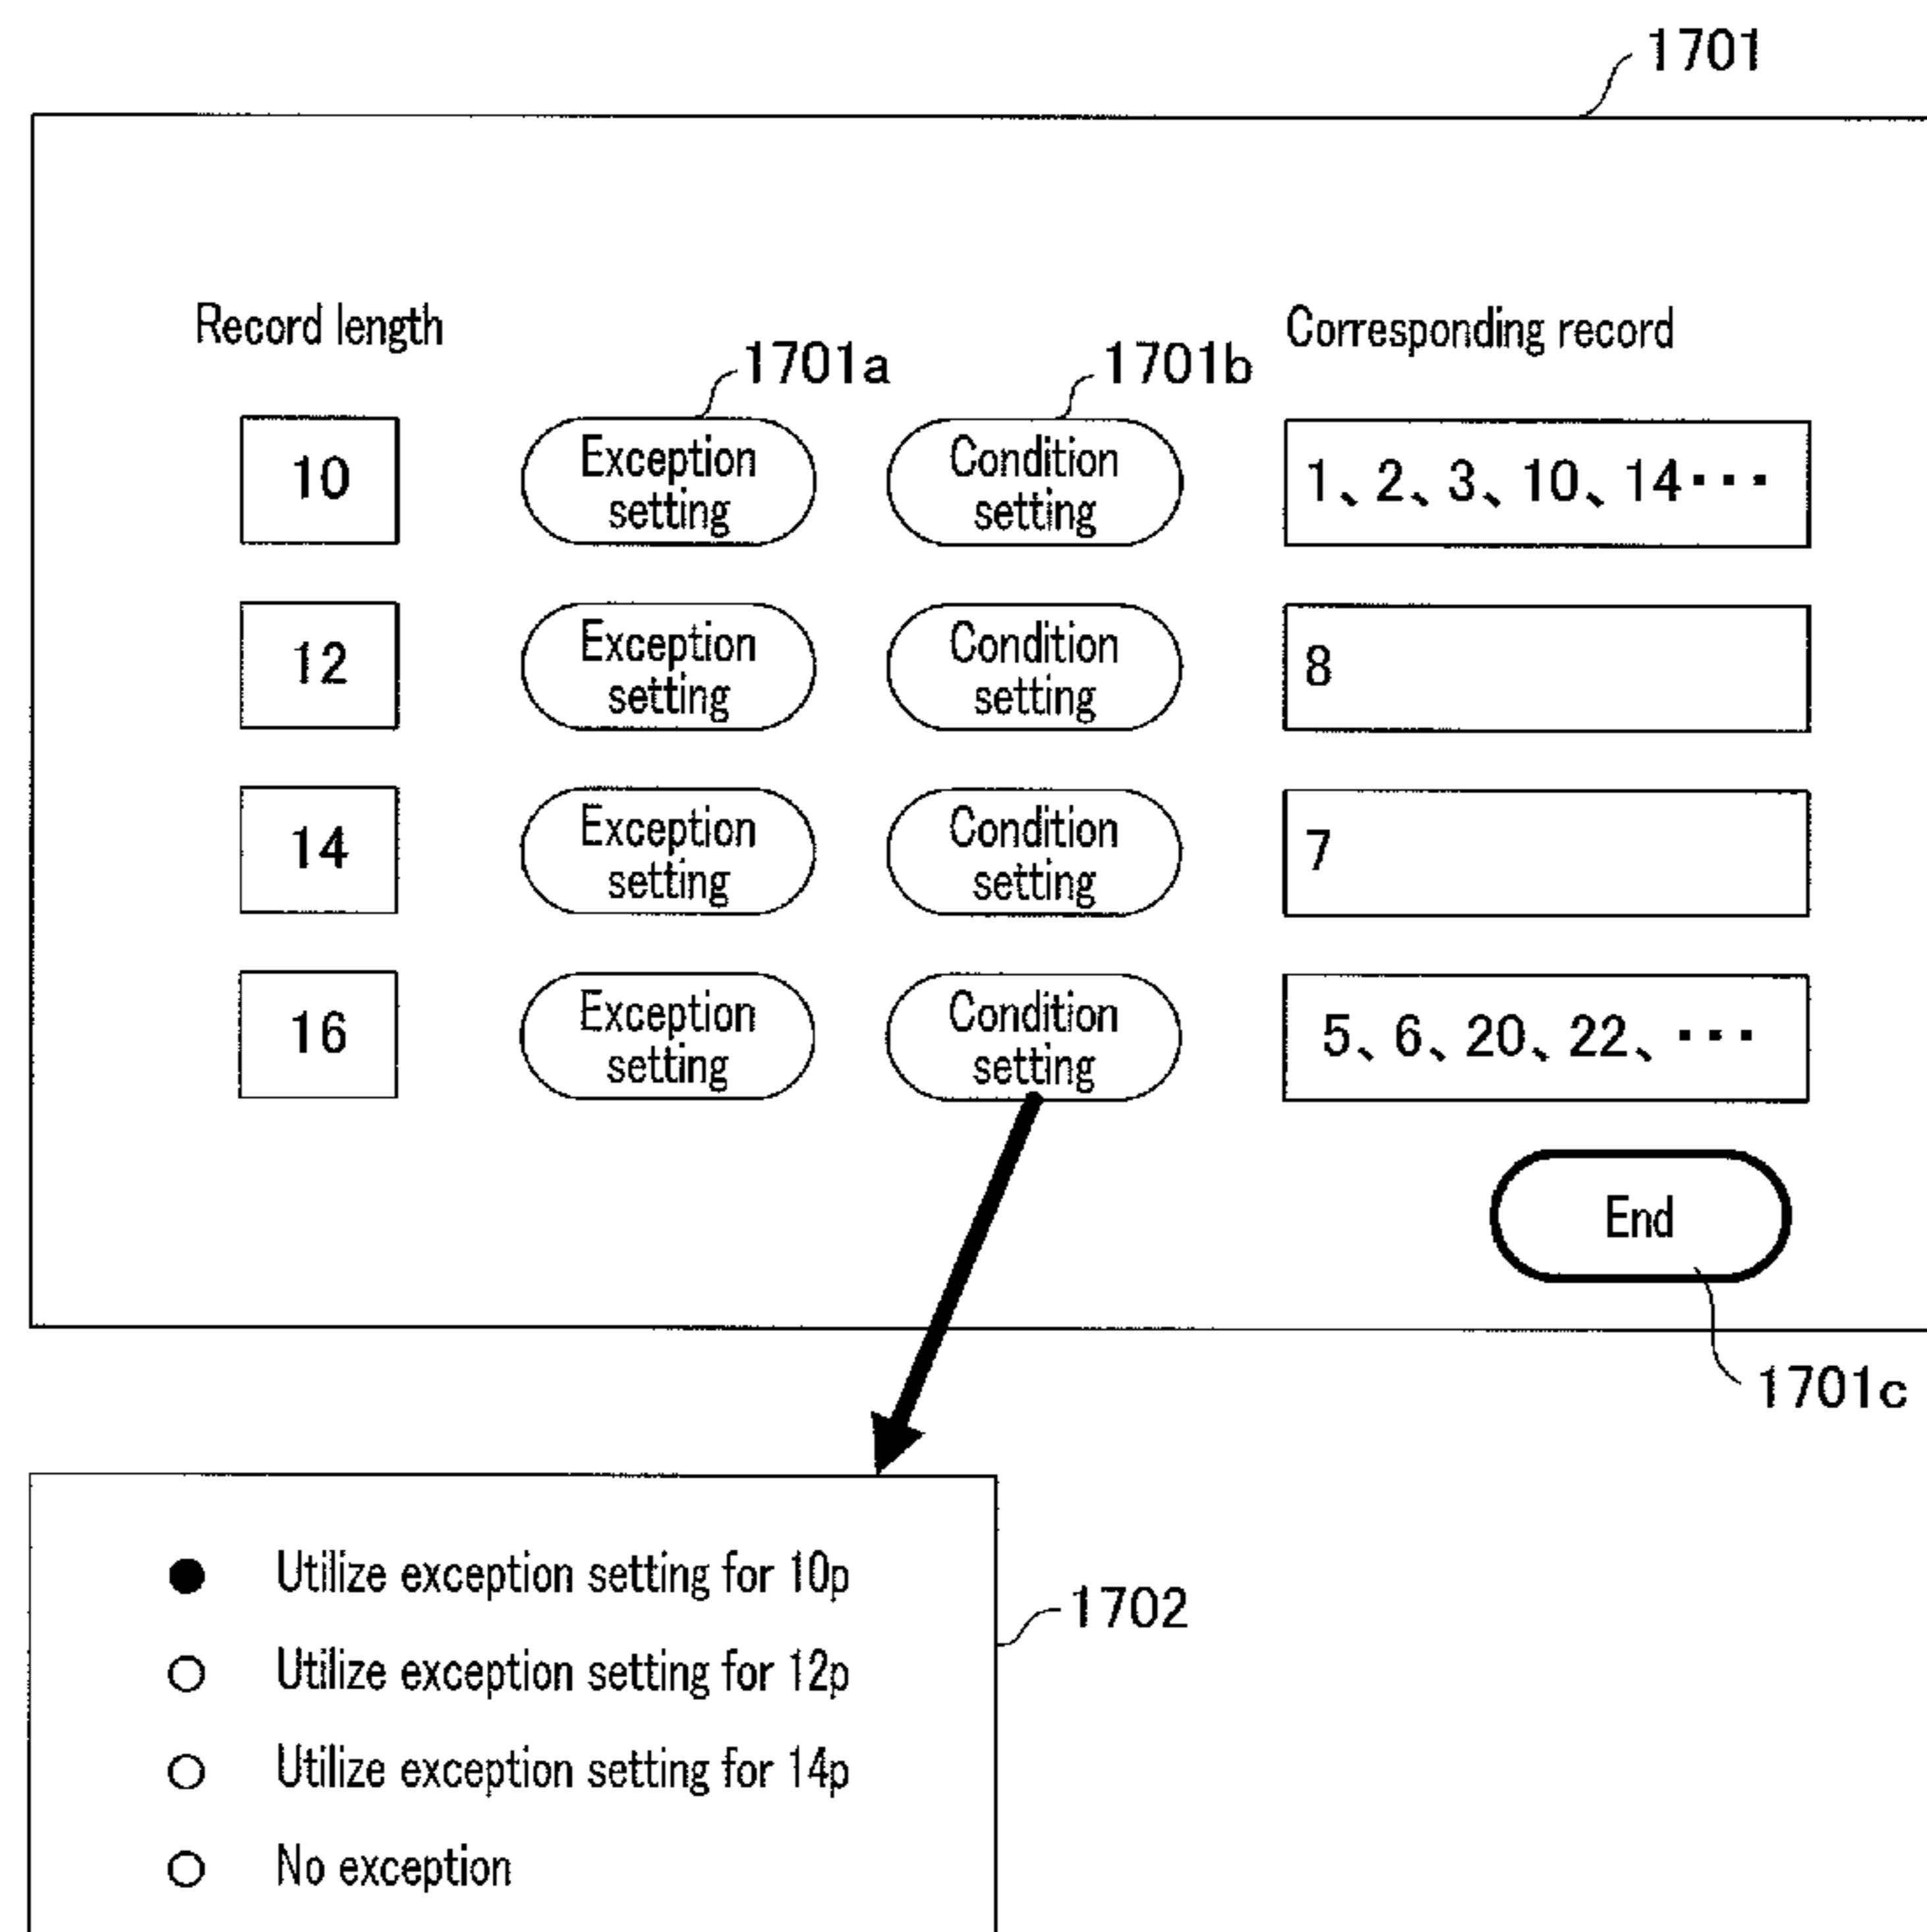 1701
Record length
Corresponding record
1701a
1701b
10
Exception
setting
Condition
setting
1、2、3、10、14···
12
Exception
setting
Condition
setting
8
14
Exception
setting
Condition
setting
7
16
Exception
setting
Condition
setting
5、6、20、22、···
End
1701c
Utilize exception setting for 10p
1702
Utilize exception setting for 12p
Utilize exception setting for 14p
No exception